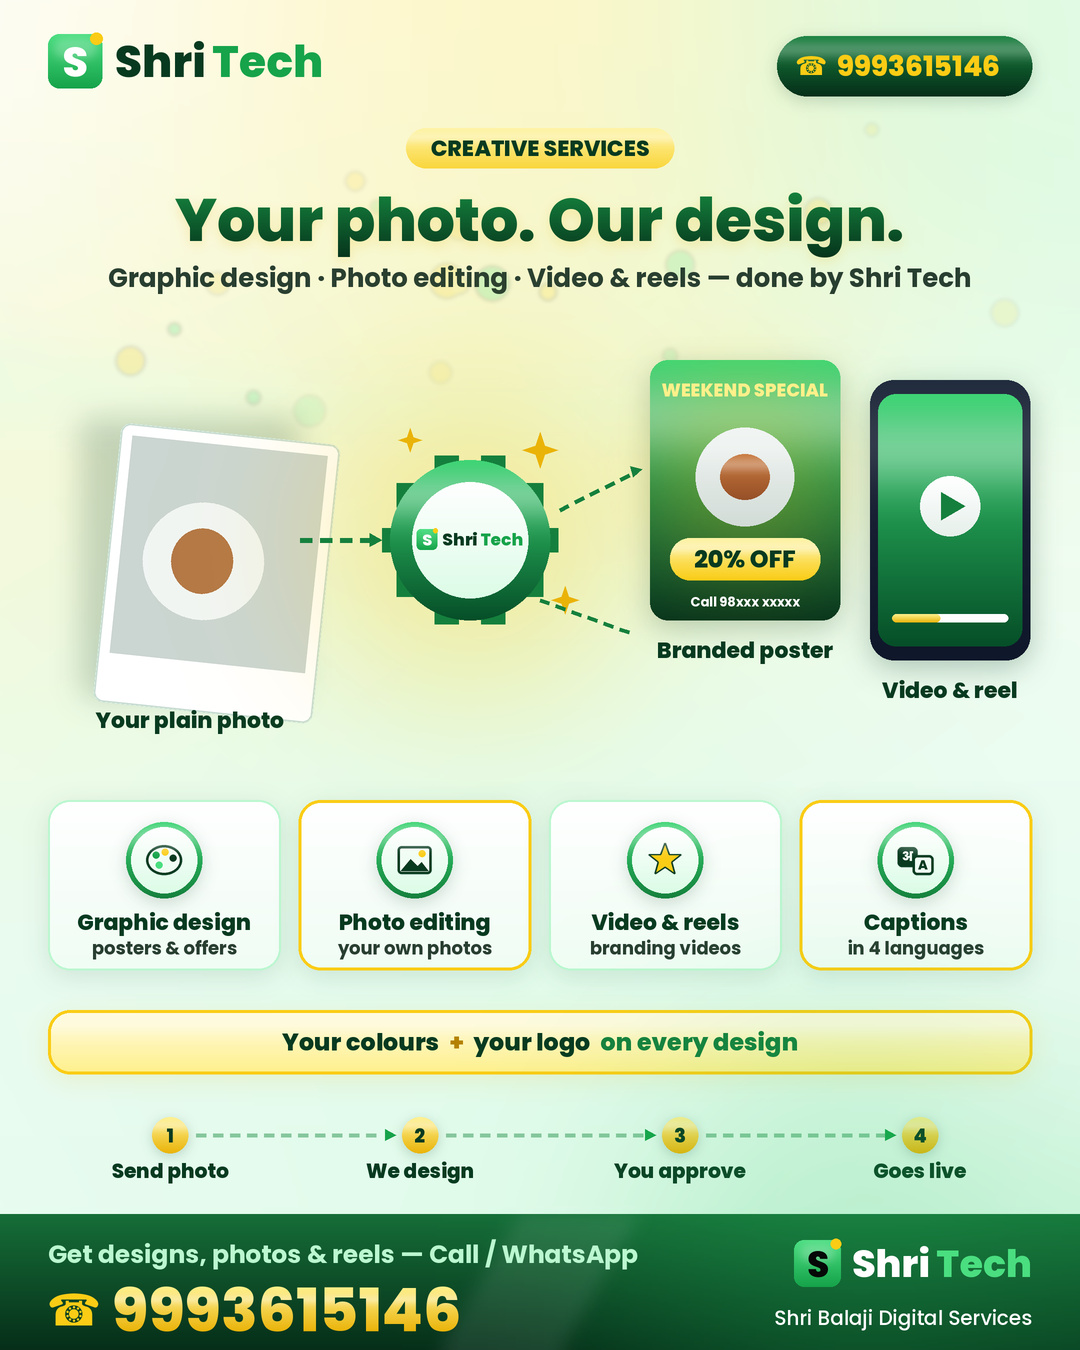 S Shri Tech
☎ 9993615146
CREATIVE SERVICES
Your photo. Our design.
Graphic design · Photo editing · Video & reels — done by Shri Tech
WEEKEND SPECIAL
S Shri Tech
20% OFF
Call 98xxx xxxxx
Branded poster
Video & reel
Your plain photo
अ A
Graphic design
posters & offers
Photo editing
your own photos
Video & reels
branding videos
Captions
in 4 languages
Your colours + your logo on every design
1 2 3 4
Send photo We design You approve Goes live
Get designs, photos & reels — Call / WhatsApp
☎ 9993615146
S Shri Tech
Shri Balaji Digital Services